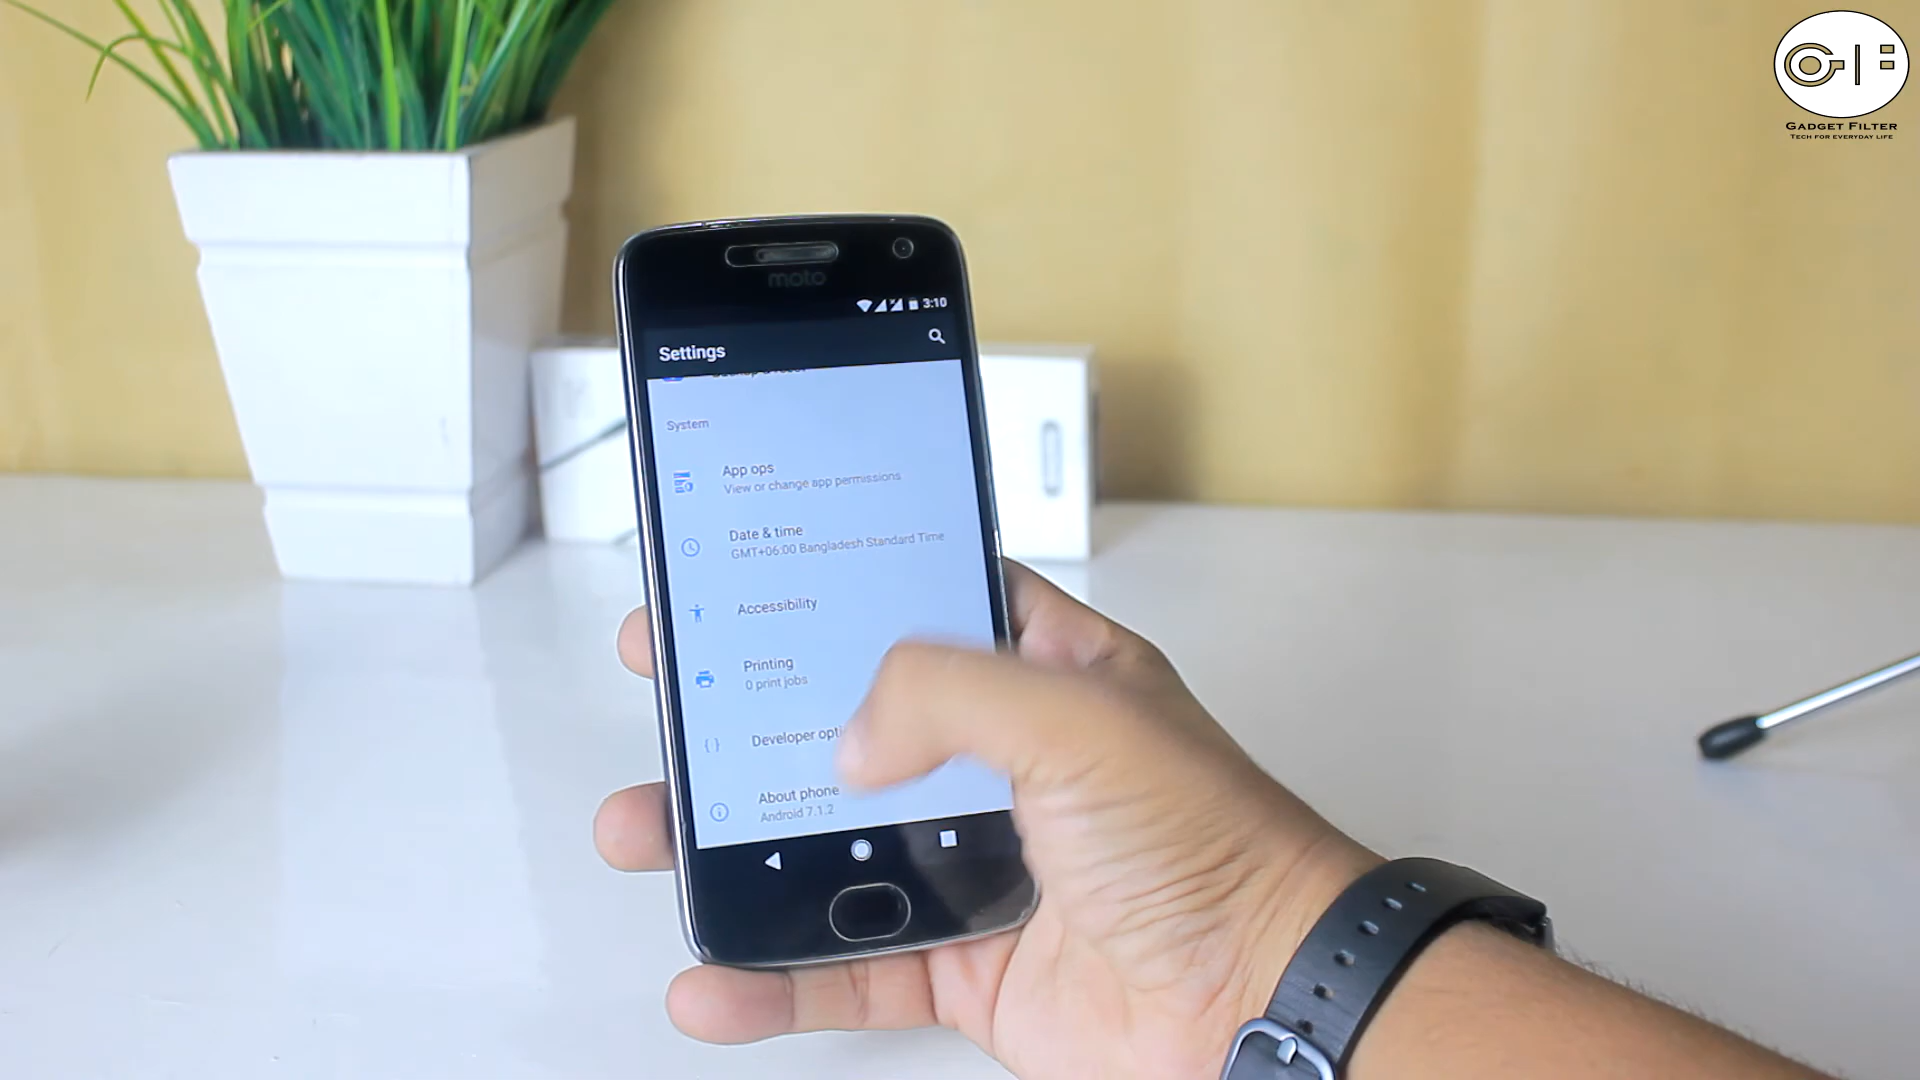 GADGET FILTER
TECH FOR EVERYDAY LIFE
moto
3:10
Settings
System
App ops
View or change app permissions
Date & time
GMT+06:00 Bangladesh Standard Time
Accessibility
Printing
0 print jobs
Developer opti
About phone
Android 7.1.2